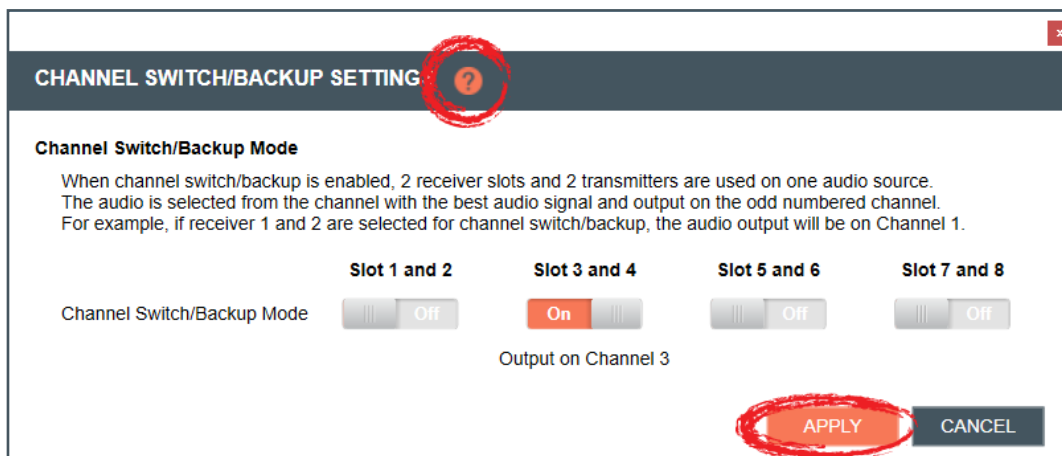 x
CHANNEL SWITCH/BACKUP SETTING ?
Channel Switch/Backup Mode
When channel switch/backup is enabled, 2 receiver slots and 2 transmitters are used on one audio source.
The audio is selected from the channel with the best audio signal and output on the odd numbered channel.
For example, if receiver 1 and 2 are selected for channel switch/backup, the audio output will be on Channel 1.
Slot 1 and 2 Slot 3 and 4 Slot 5 and 6 Slot 7 and 8
Channel Switch/Backup Mode Off On Off Off
Output on Channel 3
APPLY CANCEL